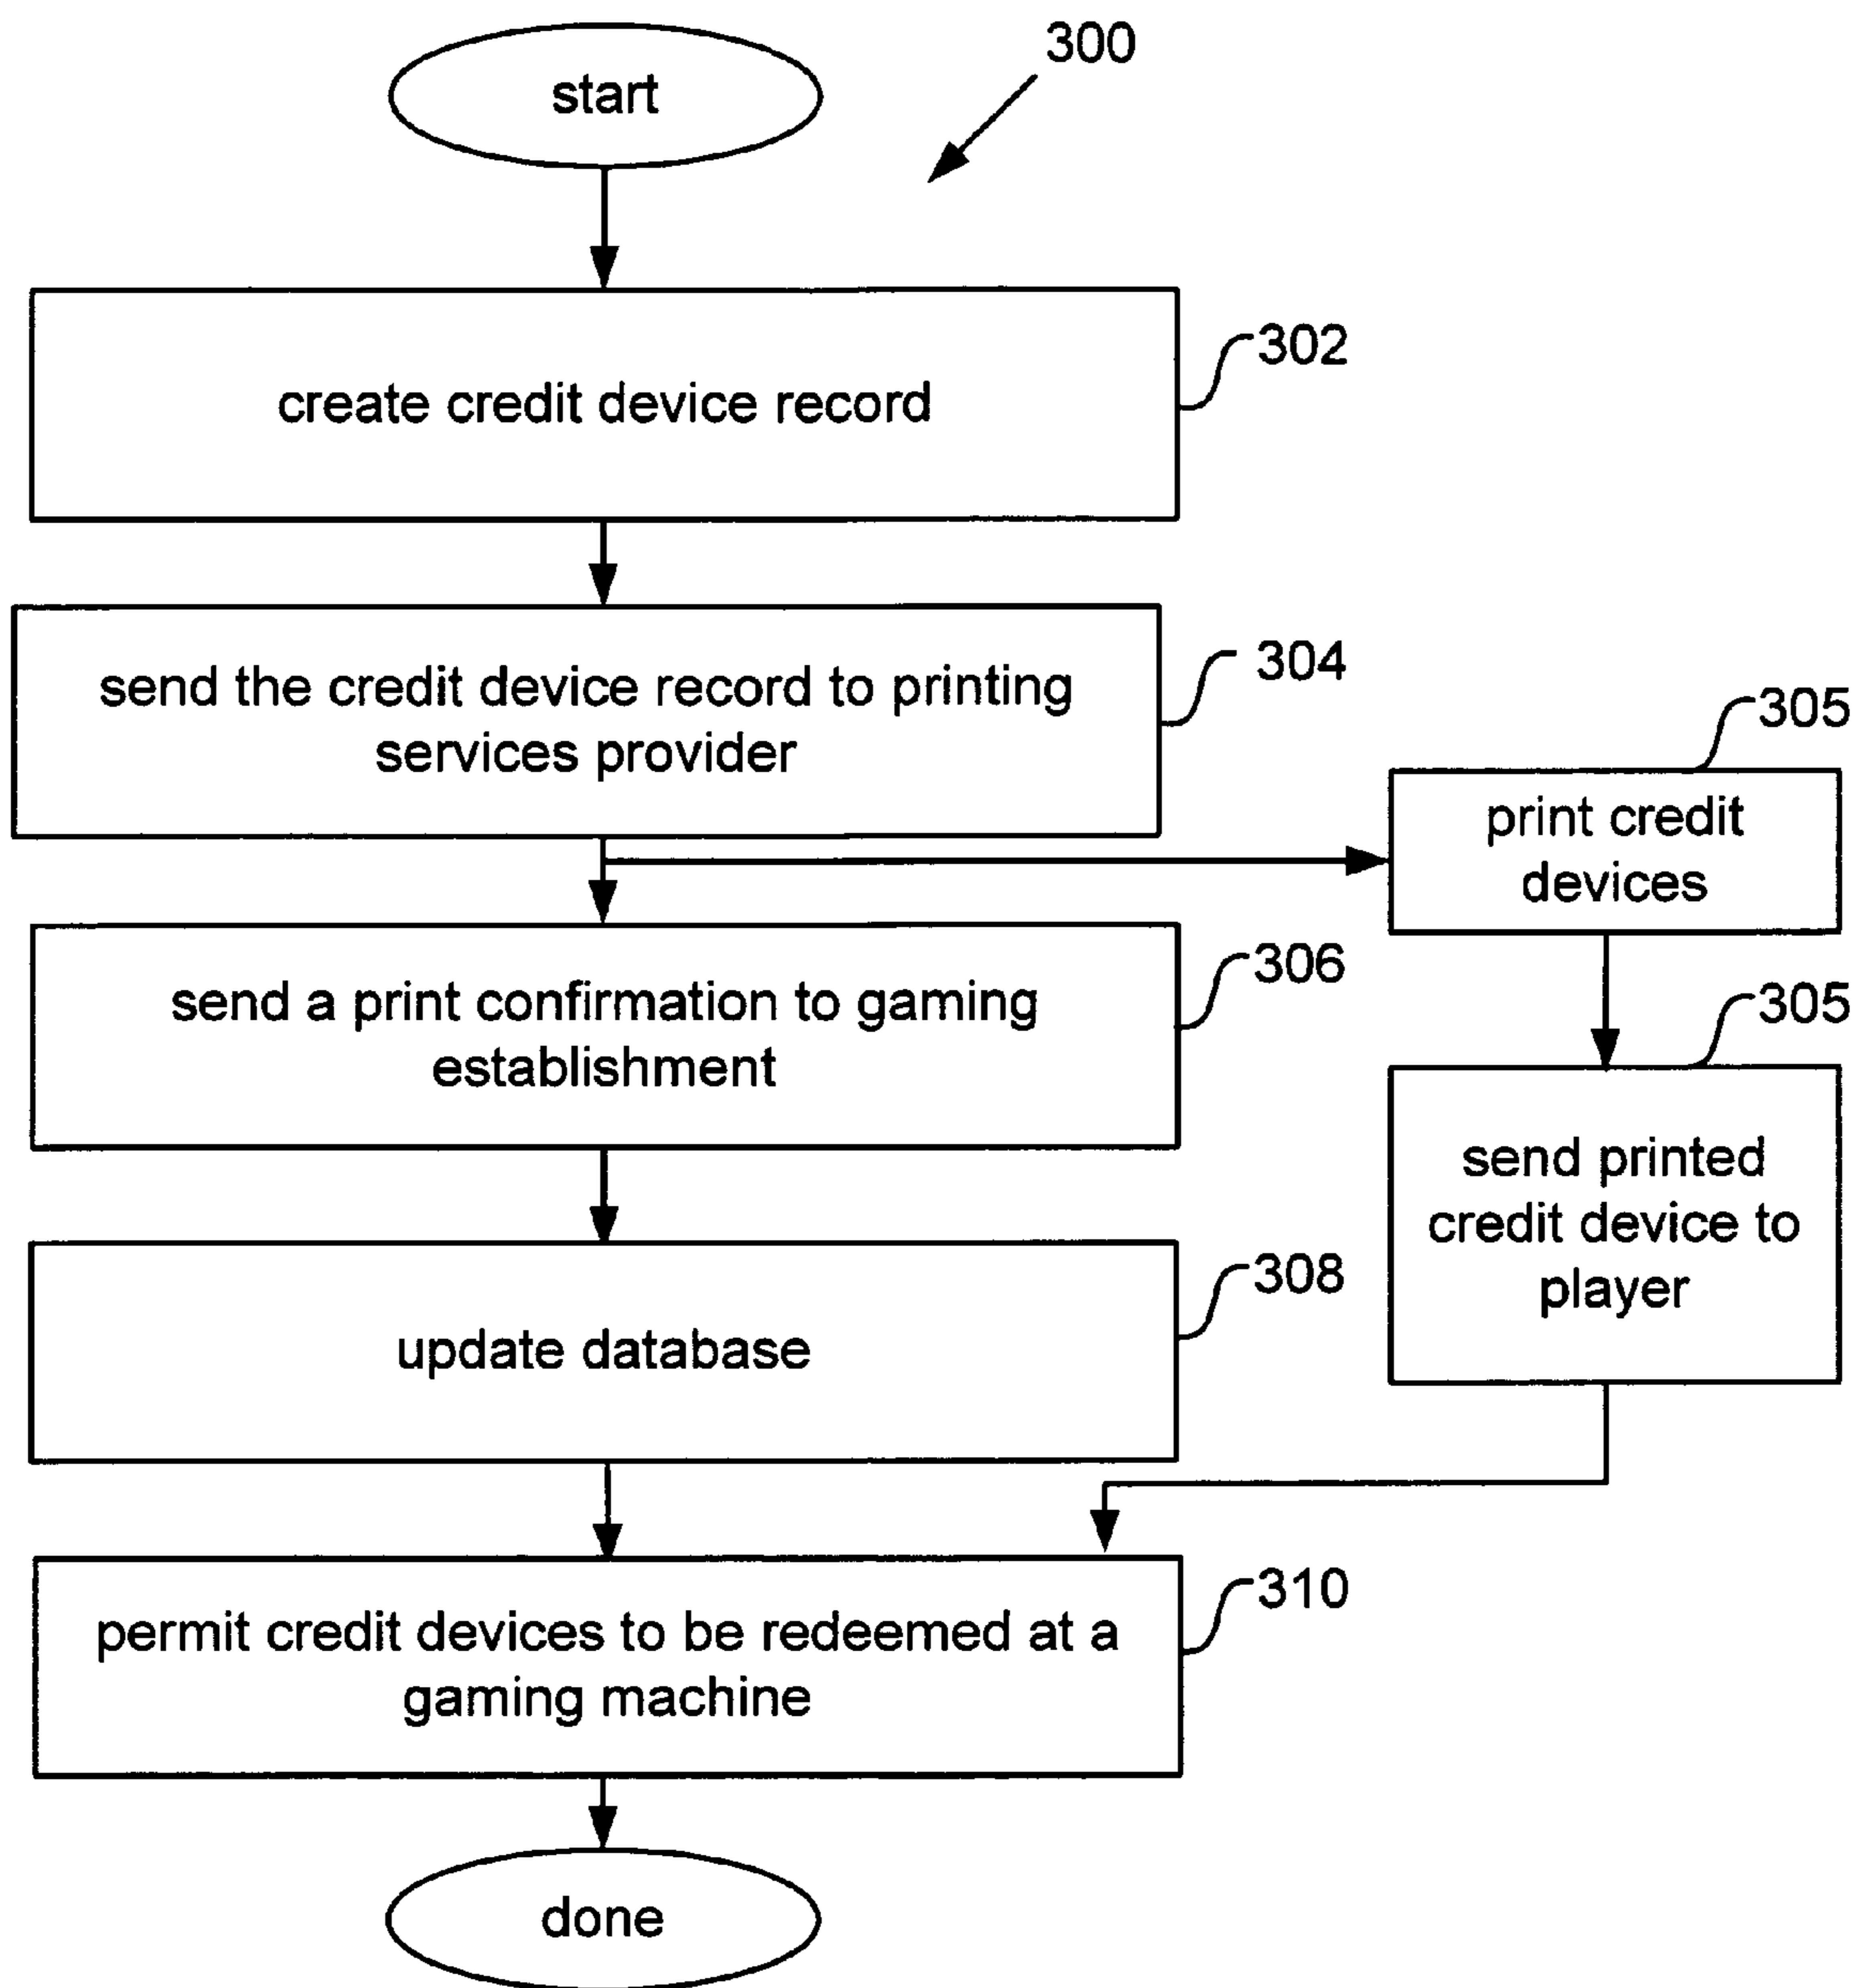 start
300
create credit device record
302
send the credit device record to printing
services provider
304
print credit
devices
305
send a print confirmation to gaming
establishment
306
send printed
credit device to
player
305
update database
308
permit credit devices to be redeemed at a
gaming machine
310
done